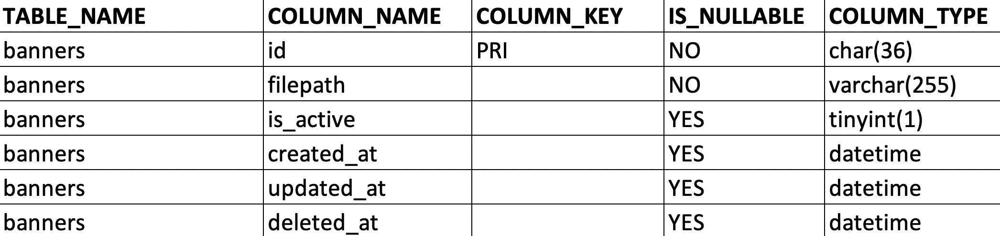 TABLE_NAME COLUMN_NAME COLUMN_KEY IS_NULLABLE COLUMN_TYPE
banners id PRI NO char(36)
banners filepath NO varchar(255)
banners is_active YES tinyint(1)
banners created_at YES datetime
banners updated_at YES datetime
banners deleted_at YES datetime